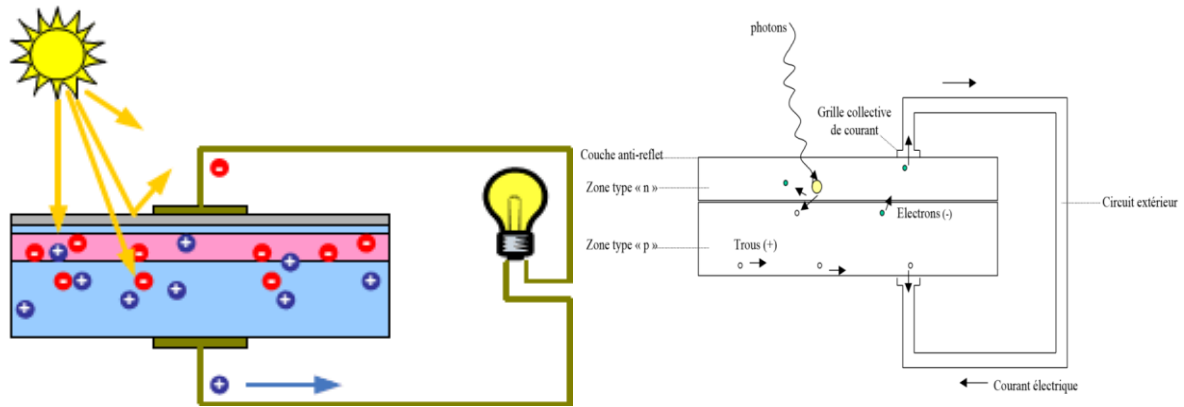 photons
Grille collective
de courant
Couche anti-reflet
Zone type « n »
Circuit extérieur
Electrons (-)
Zone type « p »
Trous (+)
Courant électrique